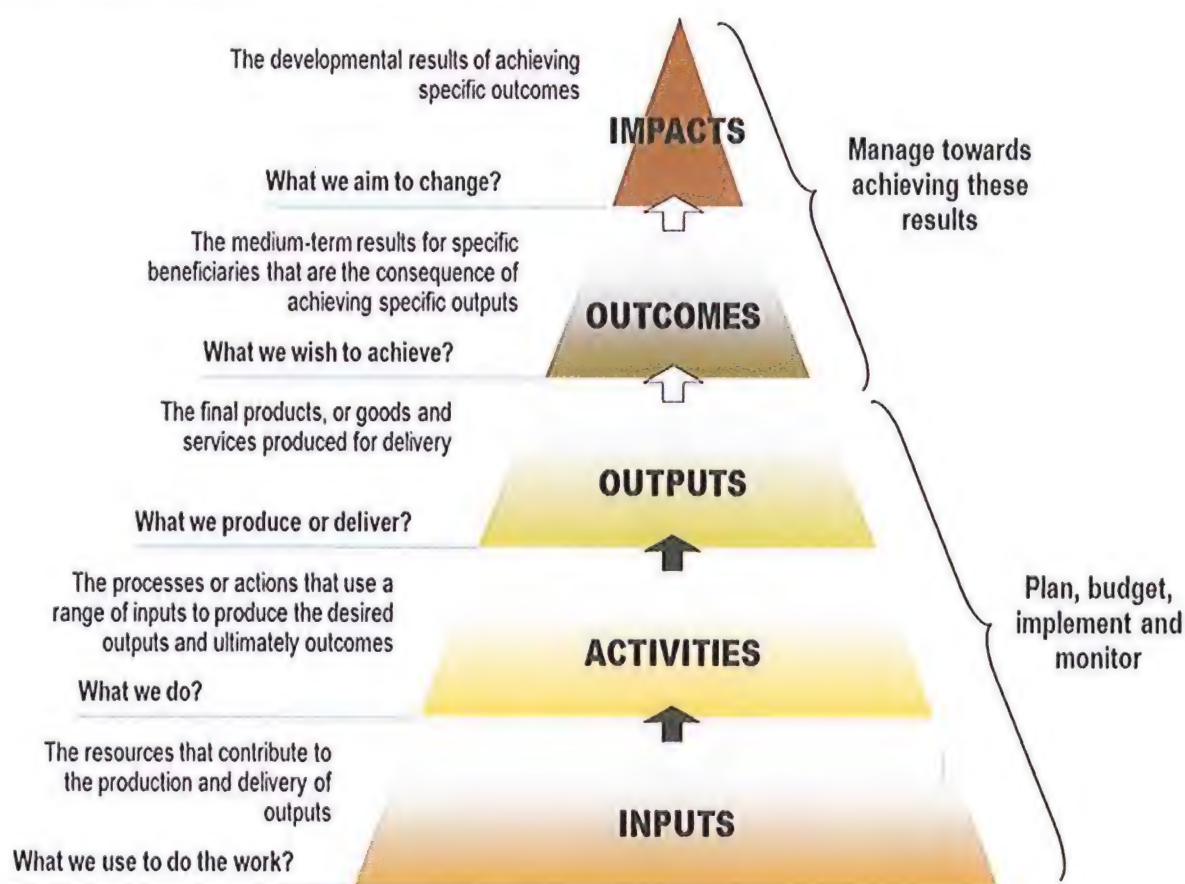 The developmental results of achieving
specific outcomes
IMPACTS
What we aim to change?
Manage towards
achieving these
results
The medium-term results for specific
beneficiaries that are the consequence of
achieving specific outputs
OUTCOMES
What we wish to achieve?
The final products, or goods and
services produced for delivery
OUTPUTS
What we produce or deliver?
The processes or actions that use a
range of inputs to produce the desired
outputs and ultimately outcomes
ACTIVITIES
What we do?
Plan, budget,
implement and
monitor
The resources that contribute to
the production and delivery of
outputs
INPUTS
What we use to do the work?